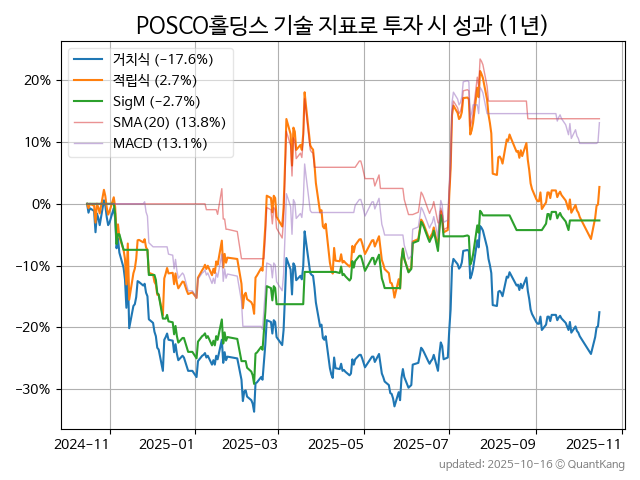 POSCO홀딩스 기술 지표로 투자 시 성과 (1년)
거치식 (-17.6%)
적립식 (2.7%)
SigM (-2.7%)
SMA(20) (13.8%)
MACD (13.1%)
20%
10%
0%
-10%
-20%
-30%
2024-11 2025-01 2025-03 2025-05 2025-07 2025-09 2025-11
updated: 2025-10-16 © QuantKang